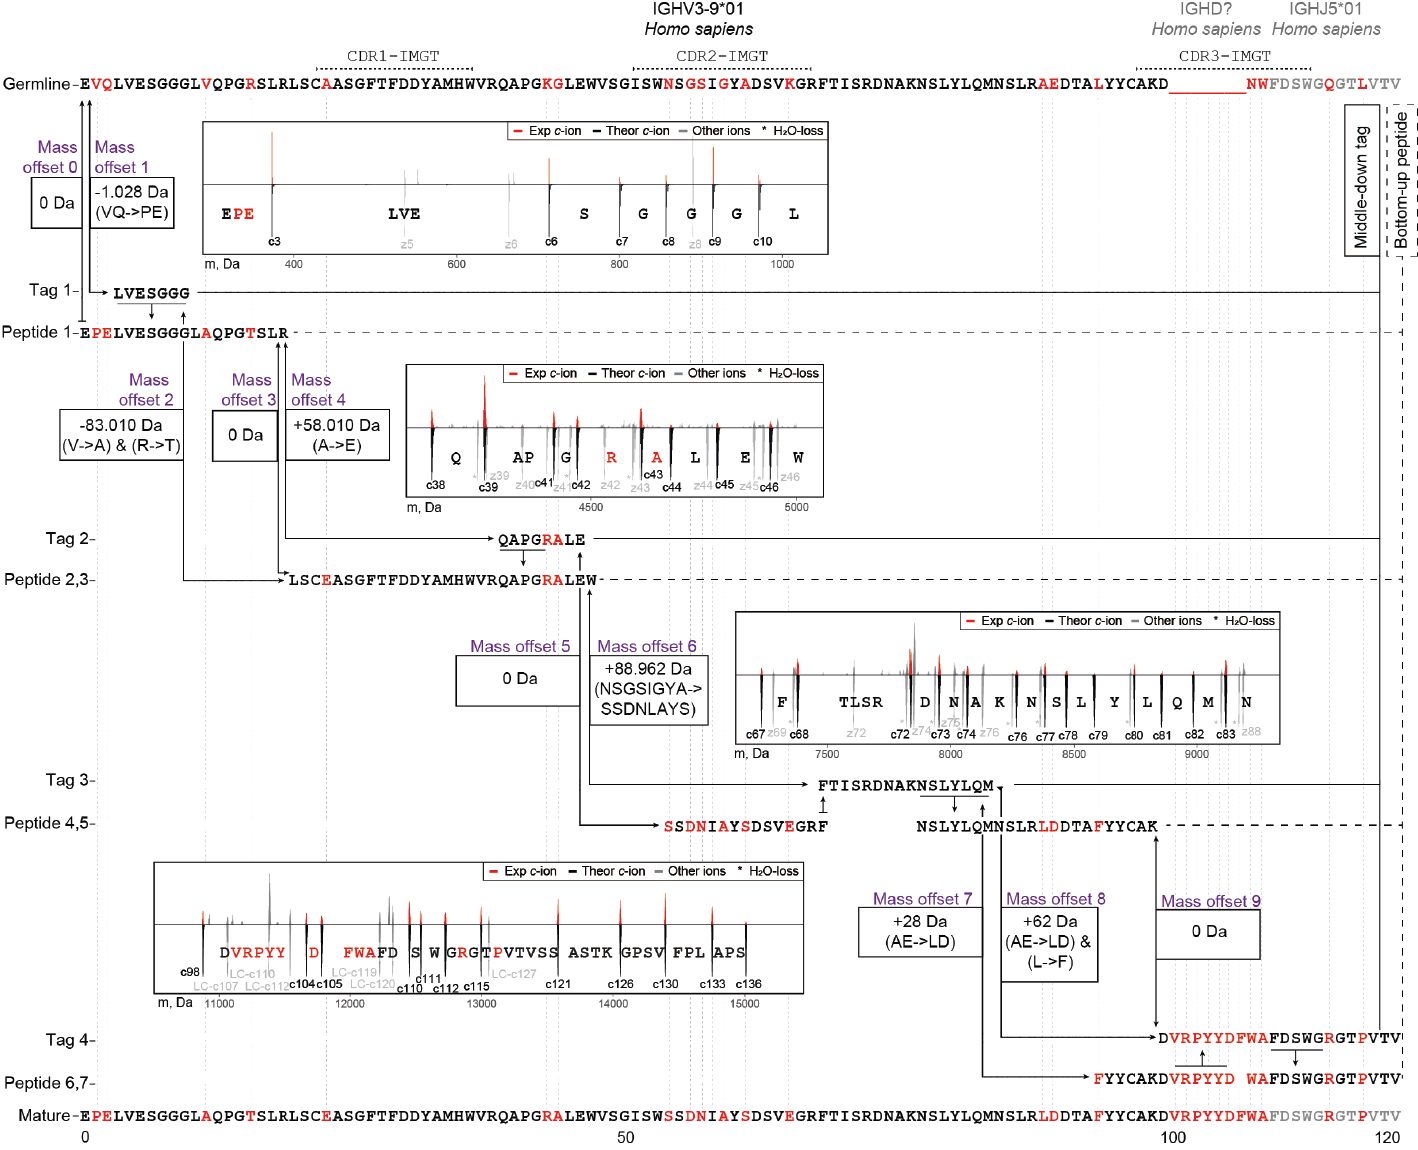 IGHV3-9*01
Homo sapiens
IGHD?
Homo sapiens
IGHJ5*01
Homo sapiens
CDR1-IMGT
CDR2-IMGT
CDR3-IMGT
Germline EVQLVESGGGLVQPGRSLRLSCAASGFTFDDYAMHWVRQAPGKGLEWVSGISWNSGSIGYADSVKGRFTISRDNAKNSLYLQMNSLRAEDTALYYCAKD_______NWFDSWGQGTLVTV
Mass offset 0
0 Da
Mass offset 1
-1.028 Da
(VQ->PE)
Exp c-ion Theor c-ion Other ions * H₂O-loss
EPE LVE S G G G G L
c3 z5 z6 c6 c7 c8 z8 c9 c10
m, Da 400 600 800 1000
Middle-down tag
Bottom-up peptide
Tag 1 LVESGGG
Peptide 1 EPELVESGGGLAQPGTSLR
Mass offset 2
-83.010 Da
(V->A) & (R->T)
Mass offset 3
0 Da
Mass offset 4
+58.010 Da
(A->E)
Exp c-ion Theor c-ion Other ions * H₂O-loss
Q AP G R A L E W
c38 * z39 c39 z40 c41 z41 * c42 z42 * z43 c43 c44 z44 c45 z45 * c46 z46
m, Da 4500 5000
Tag 2 QAPGRALE
Peptide 2,3 LSCEASGFTFDDYAMHWVRQAPGRALEW
Mass offset 5
0 Da
Mass offset 6
+88.962 Da
(NSGSIGYA->
SSDNLAYS)
Exp c-ion Theor c-ion Other ions * H₂O-loss
F TLSR D N A K N S L Y L Q M N
c67 z69 * c68 z72 * c72 z74 * c73 z75 c74 z76 * c76 * c77 c78 c79 * c80 c81 c82 * c83 * z88
m, Da 7500 8000 8500 9000
Tag 3 FTISRDNAKNSLYLQM
Peptide 4,5 SSDNIAYSDSVEGRF NSLYLQMNSLRLDDTAFYYCAK
Exp c-ion Theor c-ion Other ions * H₂O-loss
DVRPYY D FWAFD S WGRGTPVTVSS ASTK GPSV FPL APS
c98 LC-c107 LC-c110 LC-c112 c104 c105 LC-c119 LC-c120 c110 c111 c112 c115 LC-c127 c121 c126 c130 c133 c136
m, Da 11000 12000 13000 14000 15000
Mass offset 7
+28 Da
(AE->LD)
Mass offset 8
+62 Da
(AE->LD) &
(L->F)
Mass offset 9
0 Da
Tag 4 DVRPYYDFWAFDSWGRGTPVTV
Peptide 6,7 FYYCAKDVRPYYD WAFDSWGRGTPVTV
Mature EPELVESGGGLAQPGTSLRLSCEASGFTFDDYAMHWVRQAPGRALEWVSGISWSSDNIAYSDSVEGRFTISRDNAKNSLYLQMNSLRLDDTAFYYCAKDVRPYYDFWAFDSWGRGTPVTV
0 50 100 120